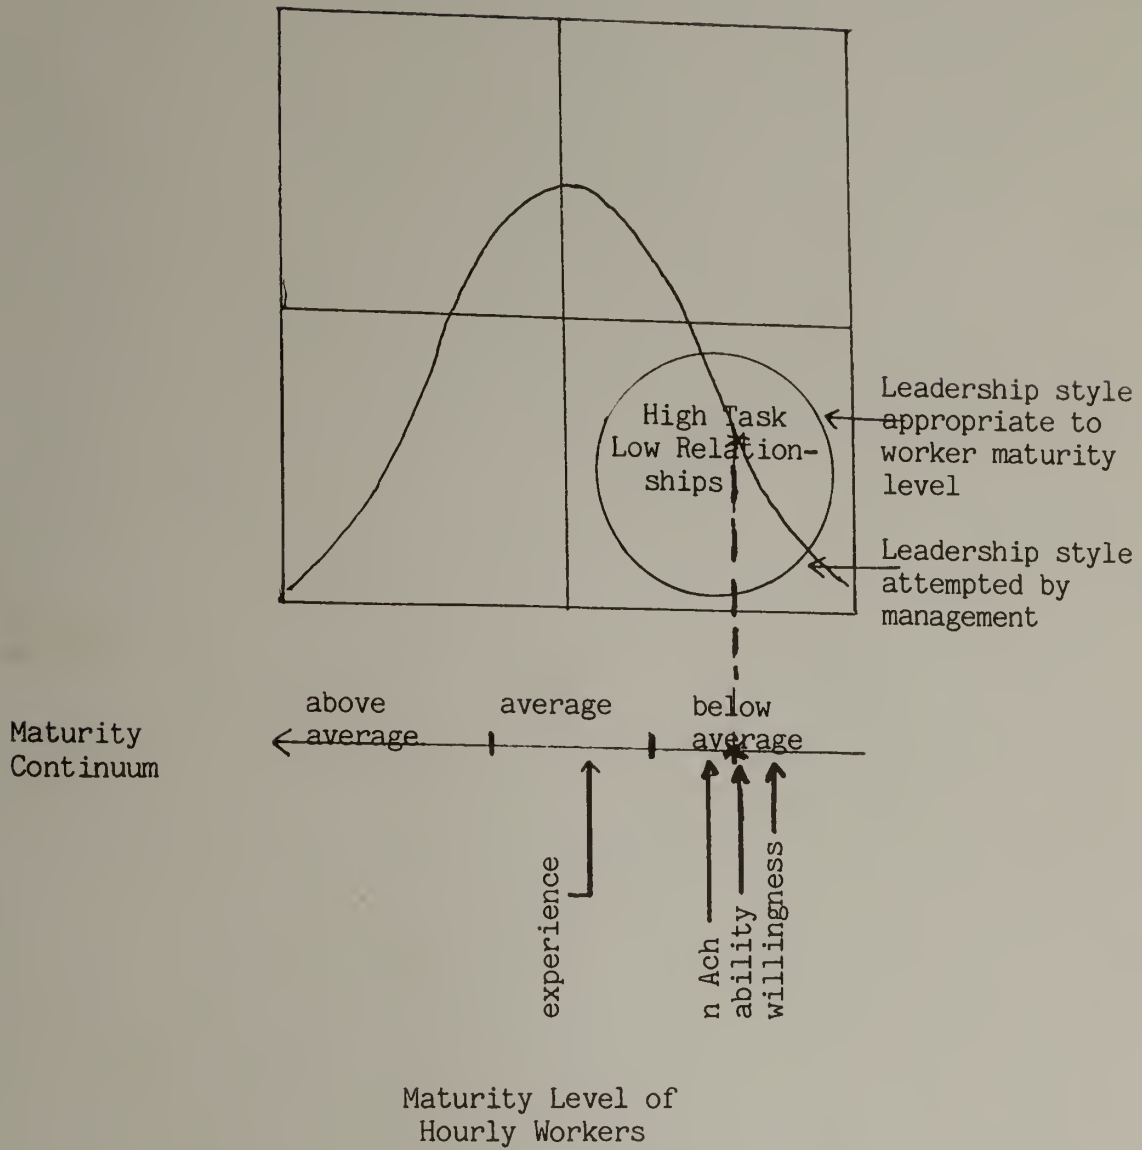 High Task
Low Relation-
ships
Leadership style
appropriate to
worker maturity
level
Leadership style
attempted by
management
Maturity
Continuum
above
average
average
below
average
experience
n Ach
ability
willingness
Maturity Level of
Hourly Workers